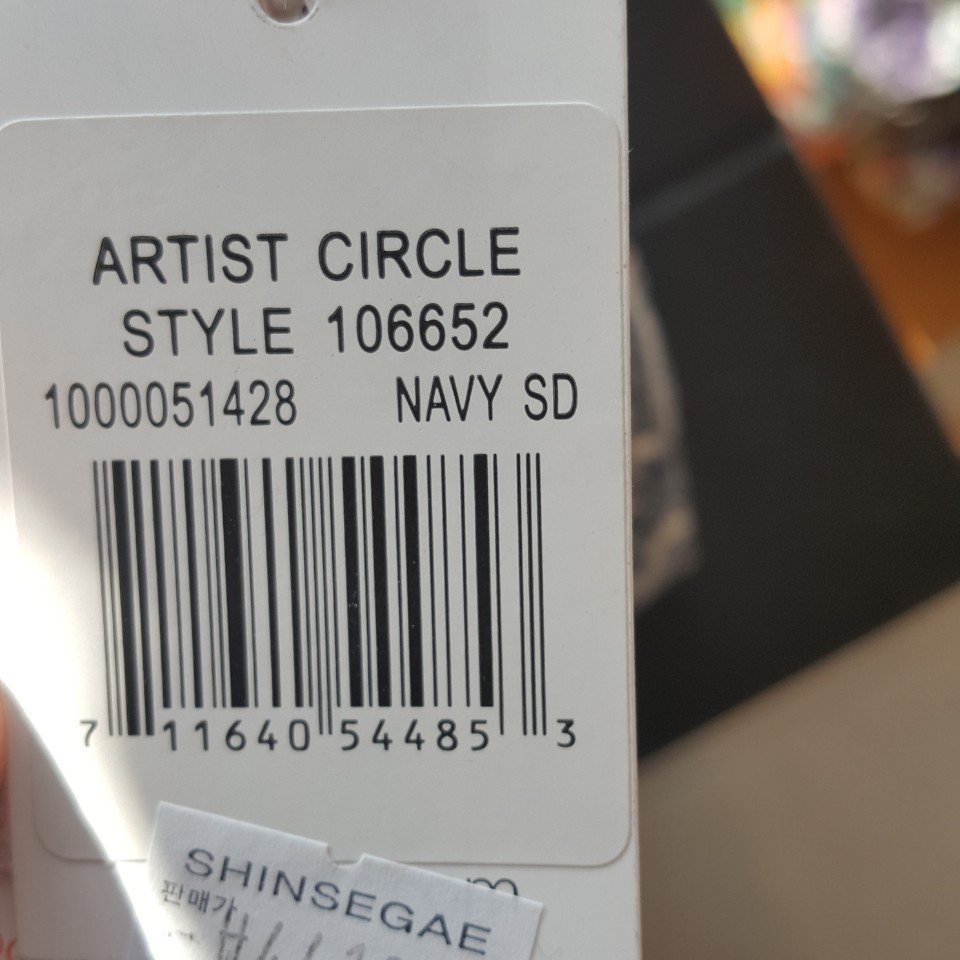 ARTIST CIRCLE
STYLE 106652
1000051428 NAVY SD
7 11640 54485 3
SHINSEGAE
판매가